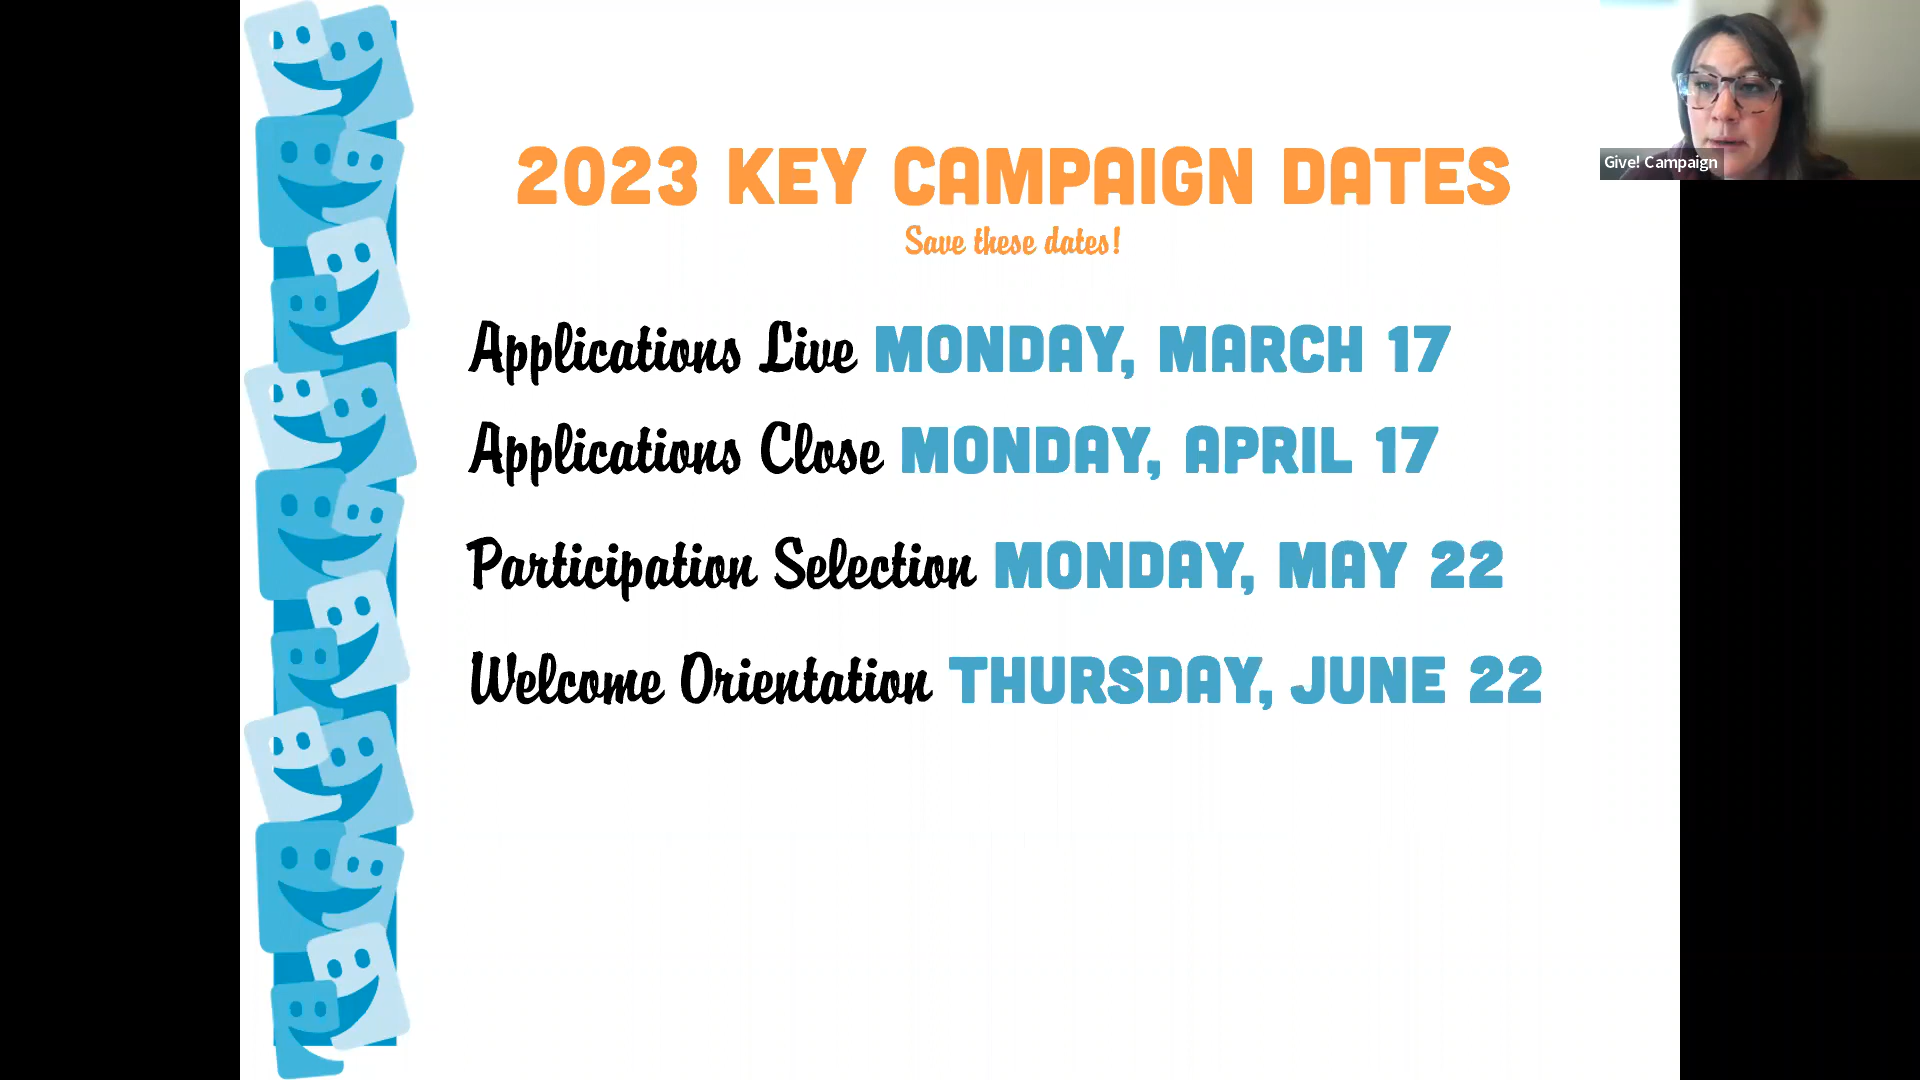 2023 KEY CAMPAIGN DATES
Save these dates!
Give! Campaign
Applications Live MONDAY, MARCH 17
Applications Close MONDAY, APRIL 17
Participation Selection MONDAY, MAY 22
Welcome Orientation THURSDAY, JUNE 22